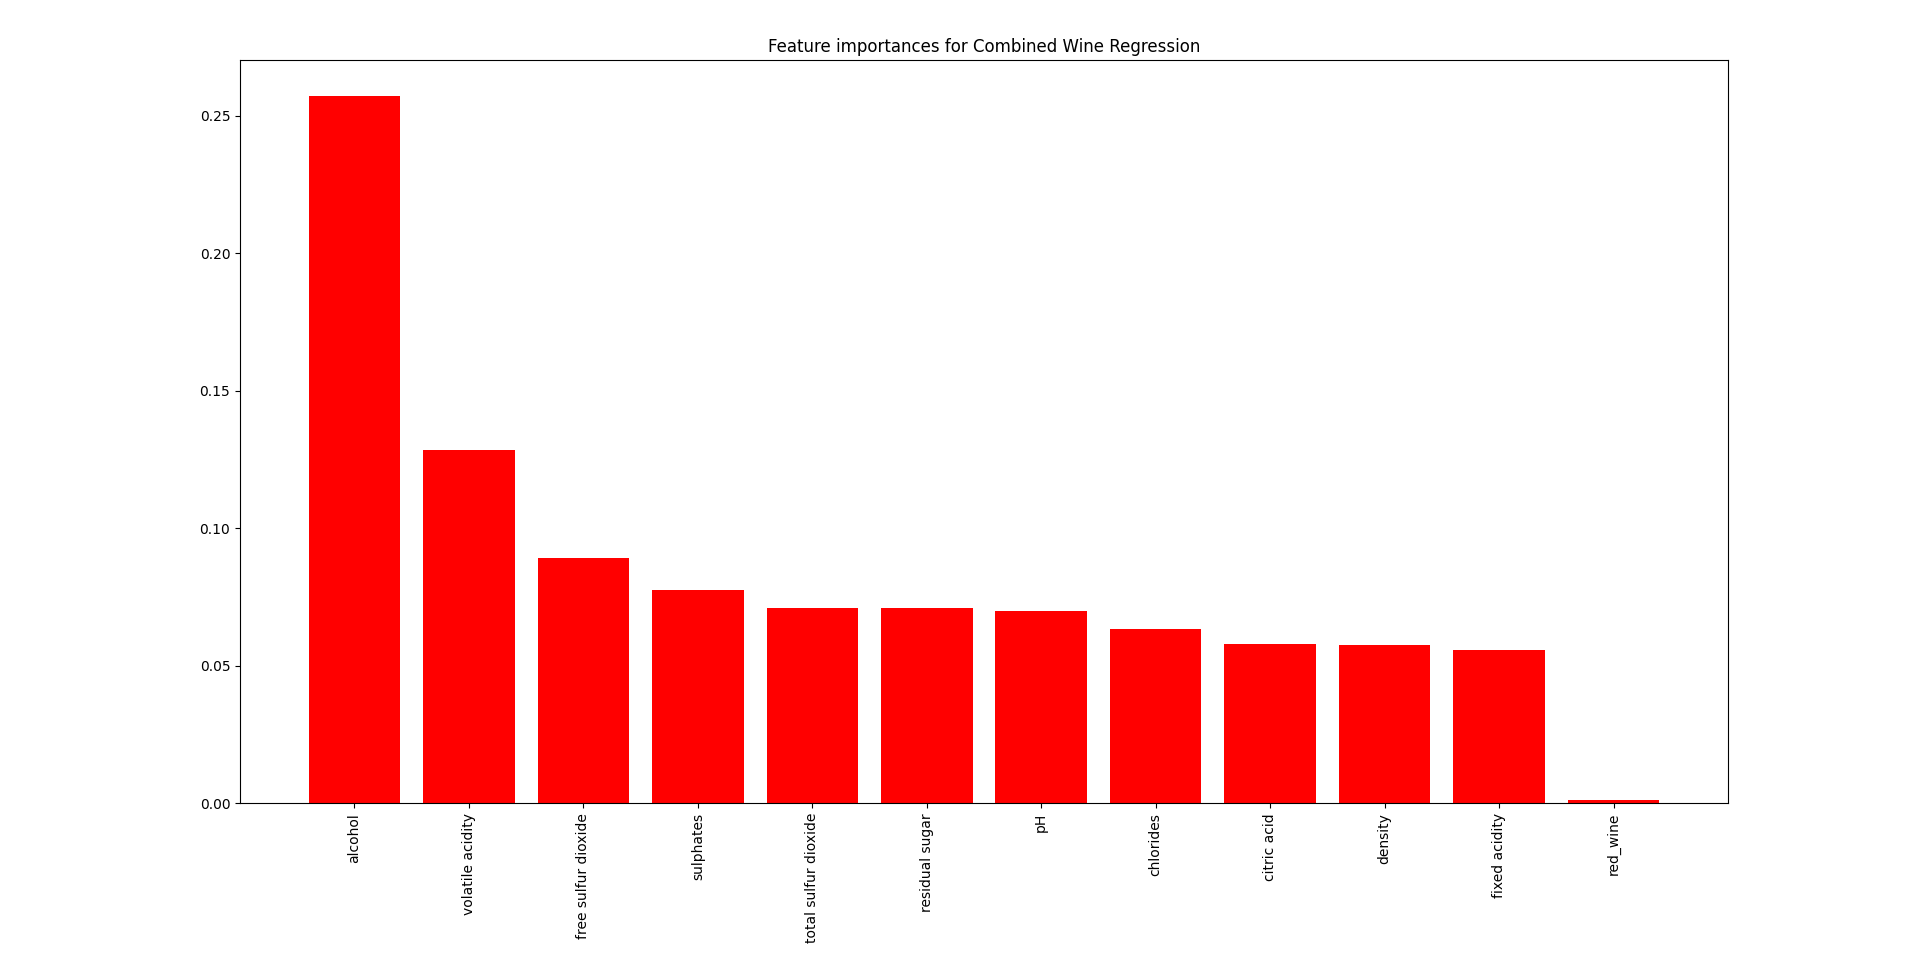 Feature importances for Combined Wine Regression
0.25
0.20
0.15
0.10
0.05
0.00
alcohol
volatile acidity
free sulfur dioxide
sulphates
total sulfur dioxide
residual sugar
pH
chlorides
citric acid
density
fixed acidity
red_wine